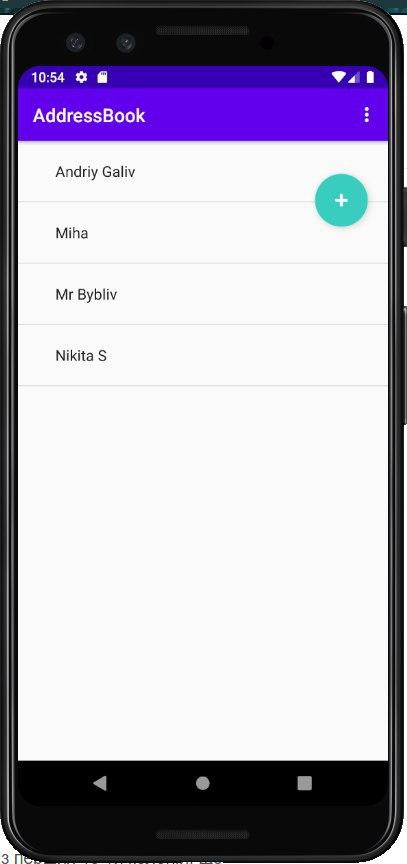 10:54
AddressBook
Andriy Galiv
Miha
Mr Bybliv
Nikita S